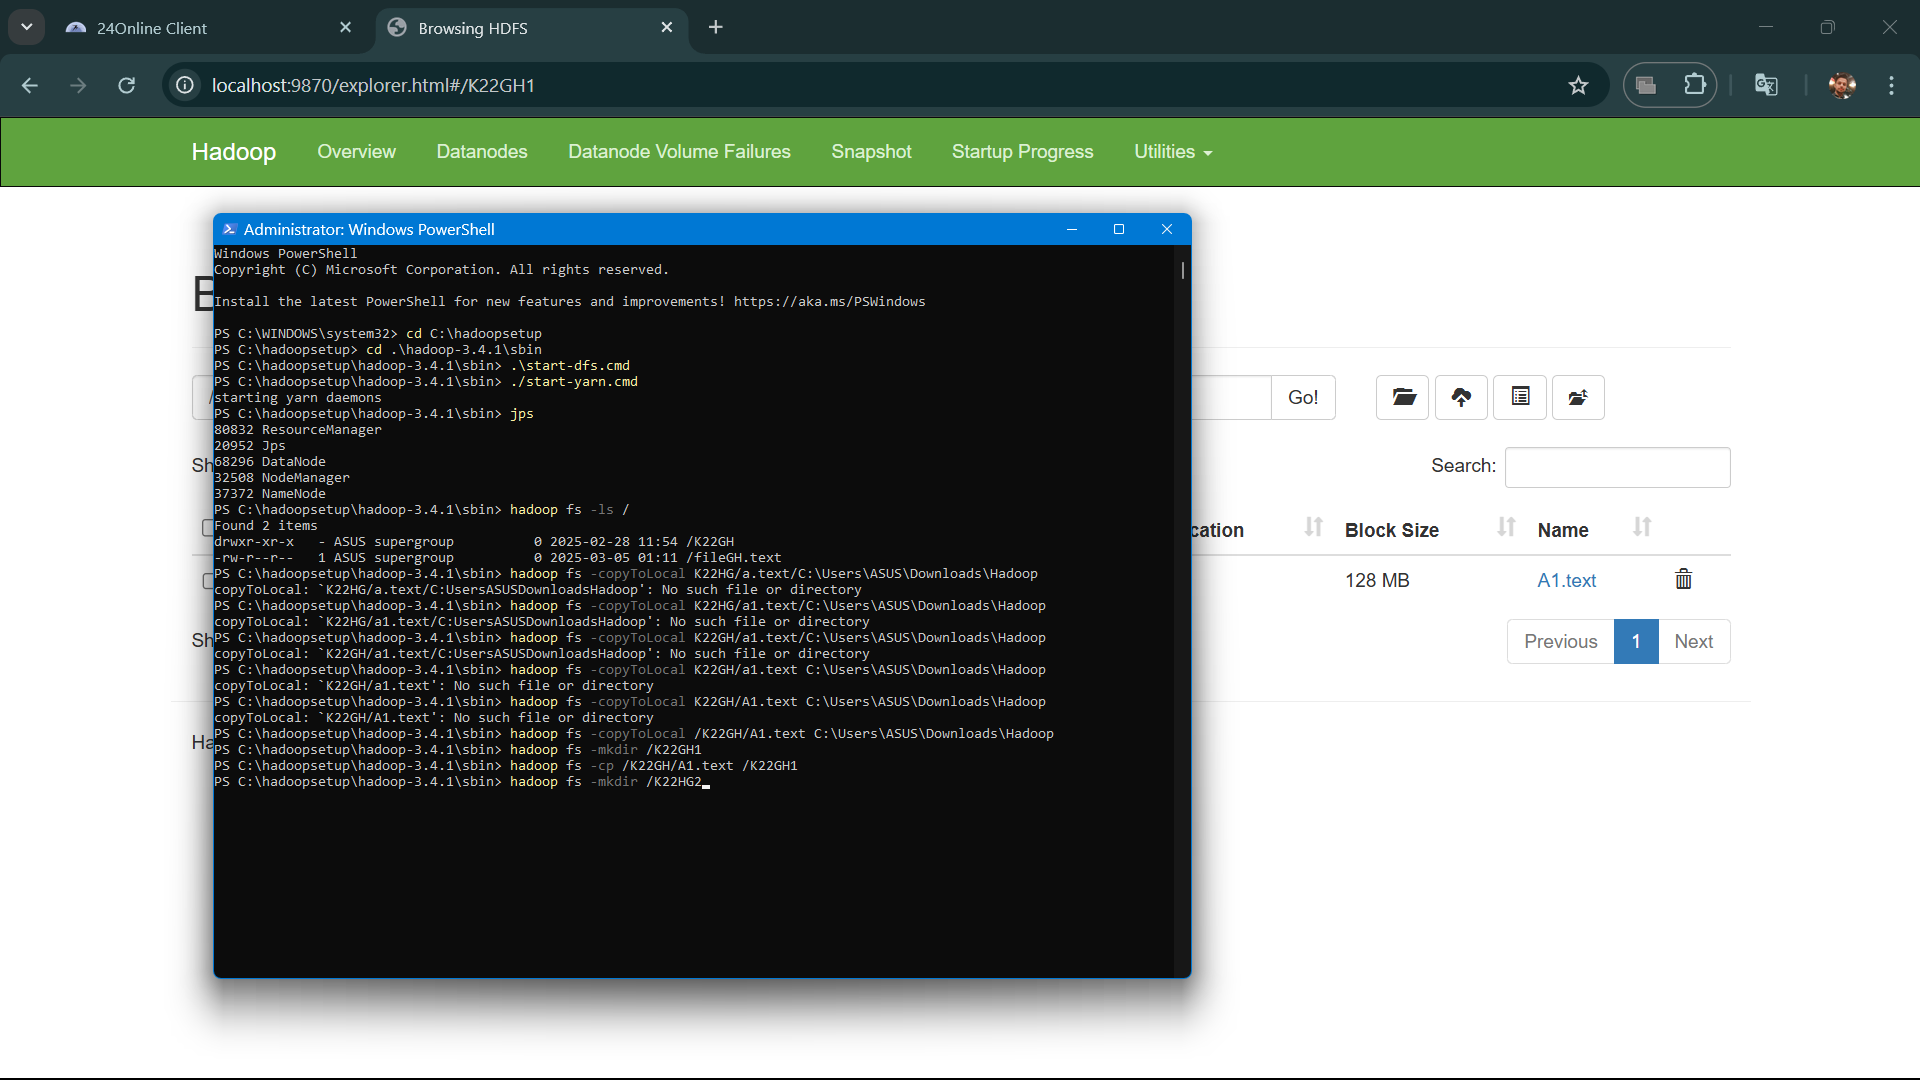 24Online Client
Browsing HDFS
localhost:9870/explorer.html#/K22GH1
Hadoop Overview Datanodes Datanode Volume Failures Snapshot Startup Progress Utilities
Administrator: Windows PowerShell
Windows PowerShell
Copyright (C) Microsoft Corporation. All rights reserved.
Install the latest PowerShell for new features and improvements! https://aka.ms/PSWindows
PS C:\WINDOWS\system32> cd C:\hadoopsetup
PS C:\hadoopsetup> cd .\hadoop-3.4.1\sbin
PS C:\hadoopsetup\hadoop-3.4.1\sbin> .\start-dfs.cmd
PS C:\hadoopsetup\hadoop-3.4.1\sbin> ./start-yarn.cmd
starting yarn daemons
PS C:\hadoopsetup\hadoop-3.4.1\sbin> jps
80832 ResourceManager
20952 Jps
68296 DataNode
32508 NodeManager
37372 NameNode
PS C:\hadoopsetup\hadoop-3.4.1\sbin> hadoop fs -ls /
Found 2 items
drwxr-xr-x   - ASUS supergroup          0 2025-02-28 11:54 /K22GH
-rw-r--r--   1 ASUS supergroup          0 2025-03-05 01:11 /fileGH.text
PS C:\hadoopsetup\hadoop-3.4.1\sbin> hadoop fs -copyToLocal K22HG/a.text/C:\Users\ASUS\Downloads\Hadoop
copyToLocal: `K22HG/a.text/C:UsersASUSDownloadsHadoop': No such file or directory
PS C:\hadoopsetup\hadoop-3.4.1\sbin> hadoop fs -copyToLocal K22HG/a1.text/C:\Users\ASUS\Downloads\Hadoop
copyToLocal: `K22HG/a1.text/C:UsersASUSDownloadsHadoop': No such file or directory
PS C:\hadoopsetup\hadoop-3.4.1\sbin> hadoop fs -copyToLocal K22GH/a1.text/C:\Users\ASUS\Downloads\Hadoop
copyToLocal: `K22GH/a1.text/C:UsersASUSDownloadsHadoop': No such file or directory
PS C:\hadoopsetup\hadoop-3.4.1\sbin> hadoop fs -copyToLocal K22GH/a1.text C:\Users\ASUS\Downloads\Hadoop
copyToLocal: `K22GH/a1.text': No such file or directory
PS C:\hadoopsetup\hadoop-3.4.1\sbin> hadoop fs -copyToLocal K22GH/A1.text C:\Users\ASUS\Downloads\Hadoop
copyToLocal: `K22GH/A1.text': No such file or directory
PS C:\hadoopsetup\hadoop-3.4.1\sbin> hadoop fs -copyToLocal /K22GH/A1.text C:\Users\ASUS\Downloads\Hadoop
PS C:\hadoopsetup\hadoop-3.4.1\sbin> hadoop fs -mkdir /K22GH1
PS C:\hadoopsetup\hadoop-3.4.1\sbin> hadoop fs -cp /K22GH/A1.text /K22GH1
PS C:\hadoopsetup\hadoop-3.4.1\sbin> hadoop fs -mkdir /K22HG2
B
/
Go!
Sh
Search:
cation Block Size Name
128 MB A1.text
Sh
Previous 1 Next
Ha